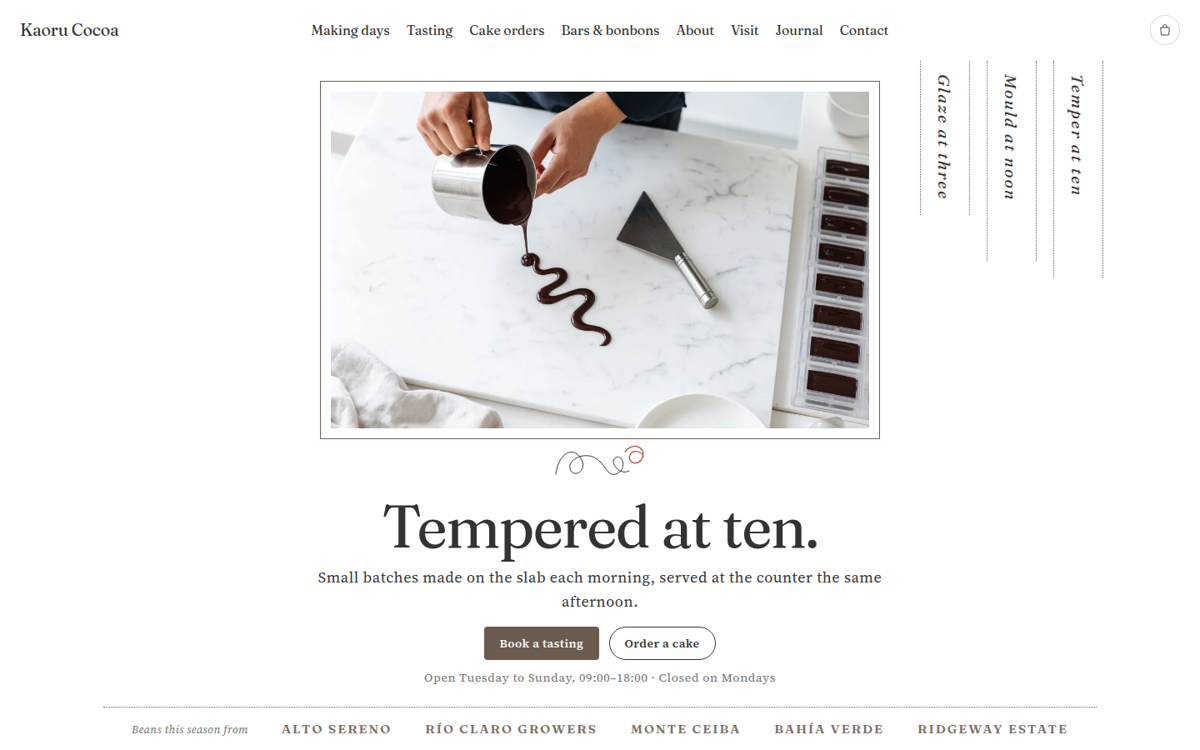 Kaoru Cocoa
Making days Tasting Cake orders Bars & bonbons About Visit Journal Contact
Temper at ten
Mould at noon
Glaze at three
Tempered at ten.
Small batches made on the slab each morning, served at the counter the same
afternoon.
Book a tasting Order a cake
Open Tuesday to Sunday, 09:00–18:00 · Closed on Mondays
Beans this season from ALTO SERENO RÍO CLARO GROWERS MONTE CEIBA BAHÍA VERDE RIDGEWAY ESTATE